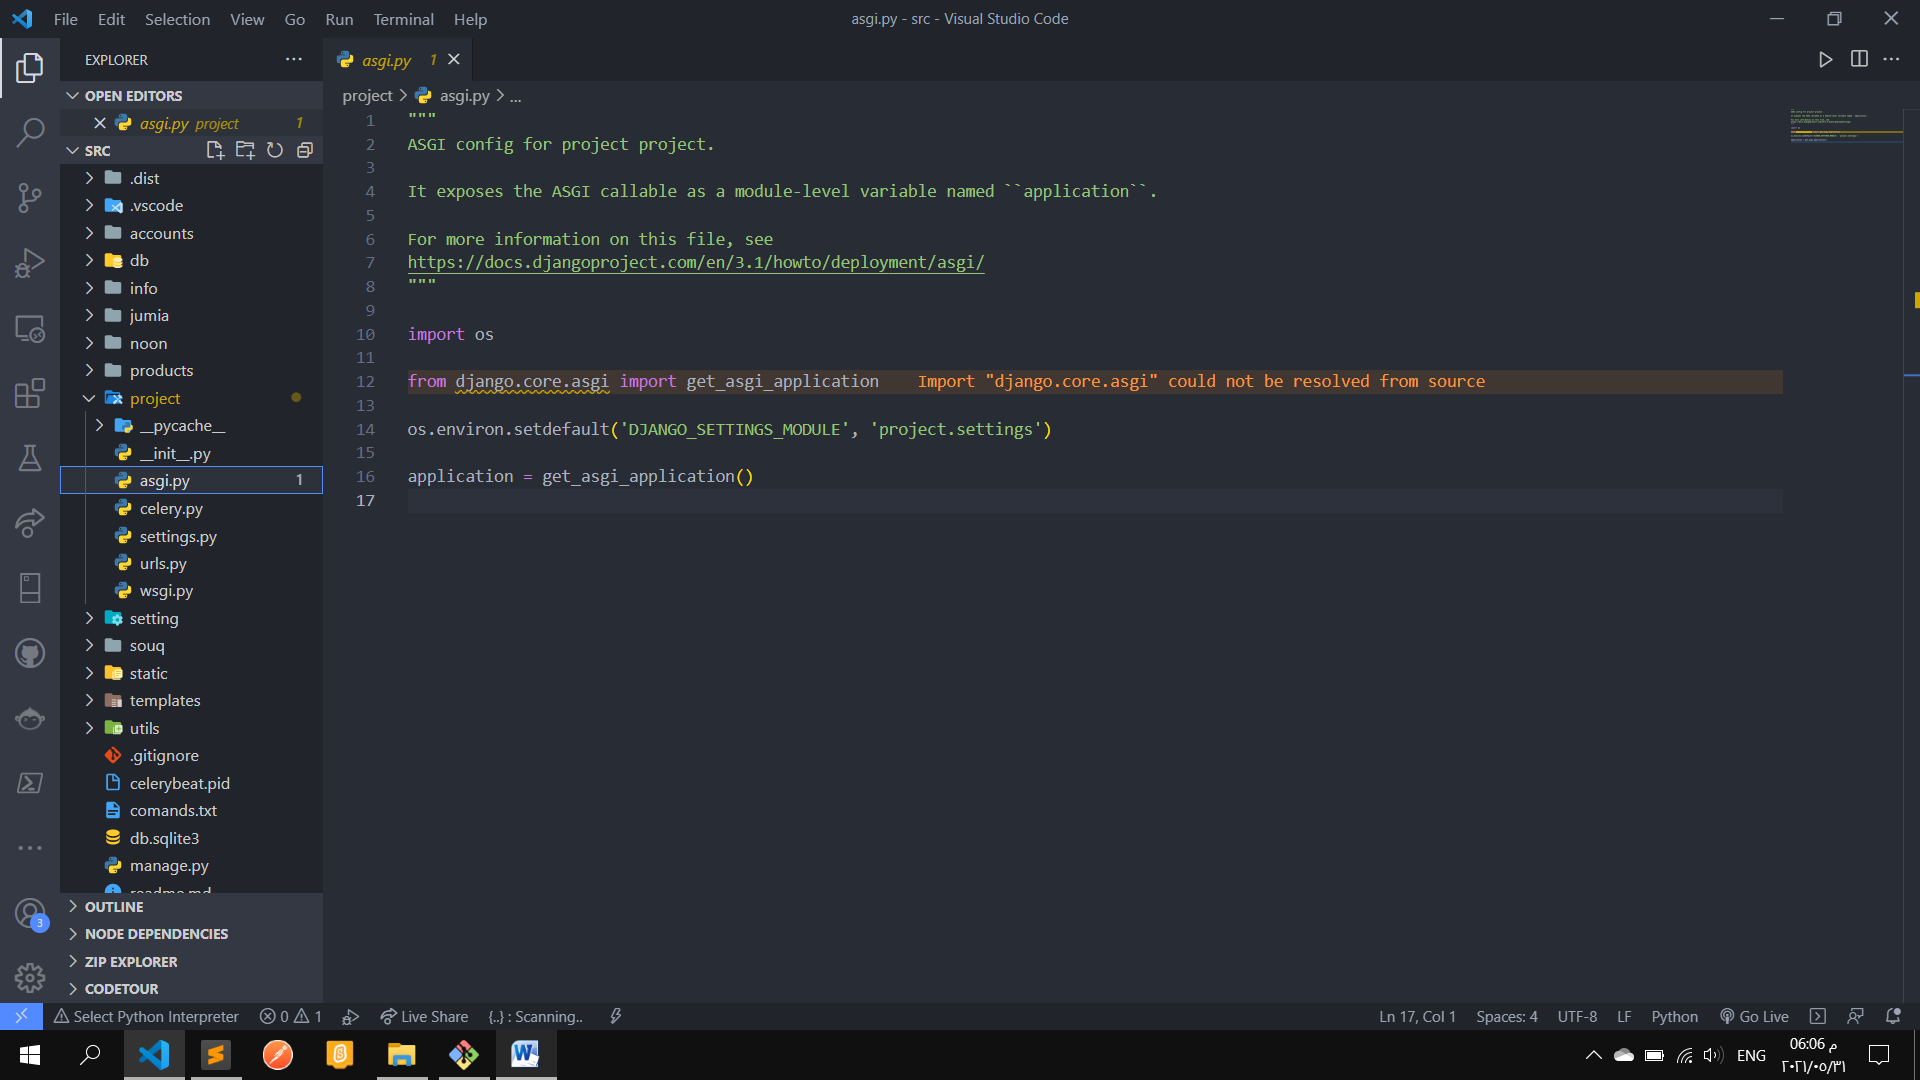 File Edit Selection View Go Run Terminal Help
asgi.py - src - Visual Studio Code
EXPLORER
OPEN EDITORS
asgi.py project 1
SRC
.dist
.vscode
accounts
db
info
jumia
noon
products
project
__pycache__
__init__.py
asgi.py 1
celery.py
settings.py
urls.py
wsgi.py
setting
souq
static
templates
utils
.gitignore
celerybeat.pid
comands.txt
db.sqlite3
manage.py
readme.md
OUTLINE
NODE DEPENDENCIES
ZIP EXPLORER
CODETOUR
3
asgi.py 1
project > asgi.py > ...
1 """
2 ASGI config for project project.
3
4 It exposes the ASGI callable as a module-level variable named ``application``.
5
6 For more information on this file, see
7 https://docs.djangoproject.com/en/3.1/howto/deployment/asgi/
8 """
9
10 import os
11
12 from django.core.asgi import get_asgi_application Import "django.core.asgi" could not be resolved from source
13
14 os.environ.setdefault('DJANGO_SETTINGS_MODULE', 'project.settings')
15
16 application = get_asgi_application()
17
Select Python Interpreter 0 1 Live Share {..} : Scanning..
Ln 17, Col 1 Spaces: 4 UTF-8 LF Python Go Live
ENG
06:06 م
٢٠٢١/٠٥/٣١